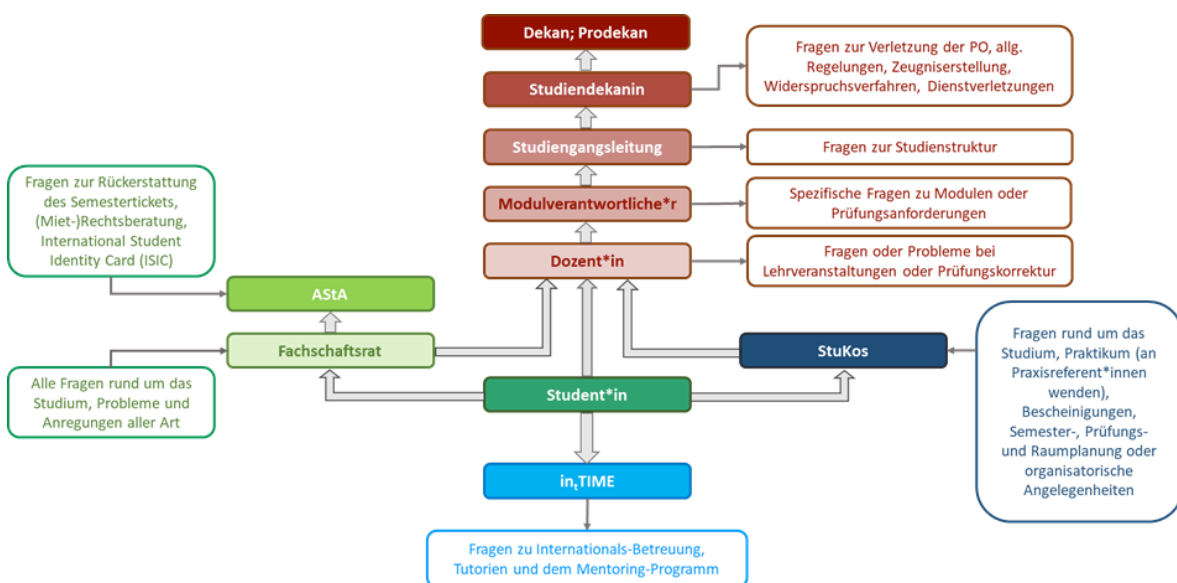 Dekan; Prodekan
Studiendekanin
Fragen zur Verletzung der PO, allg.
Regelungen, Zeugniserstellung,
Widerspruchsverfahren, Dienstverletzungen
Studiengangsleitung
Fragen zur Studienstruktur
Modulverantwortliche*r
Spezifische Fragen zu Modulen oder
Prüfungsanforderungen
Dozent*in
Fragen oder Probleme bei
Lehrveranstaltungen oder Prüfungskorrektur
Fragen zur Rückerstattung
des Semestertickets,
(Miet-)Rechtsberatung,
International Student
Identity Card (ISIC)
AStA
Fachschaftsrat
Alle Fragen rund um das
Studium, Probleme und
Anregungen aller Art
StuKos
Fragen rund um das
Studium, Praktikum (an
Praxisreferent*innen
wenden),
Bescheinigungen,
Semester-, Prüfungs-
und Raumplanung oder
organisatorische
Angelegenheiten
Student*in
intTIME
Fragen zu Internationals-Betreuung,
Tutorien und dem Mentoring-Programm